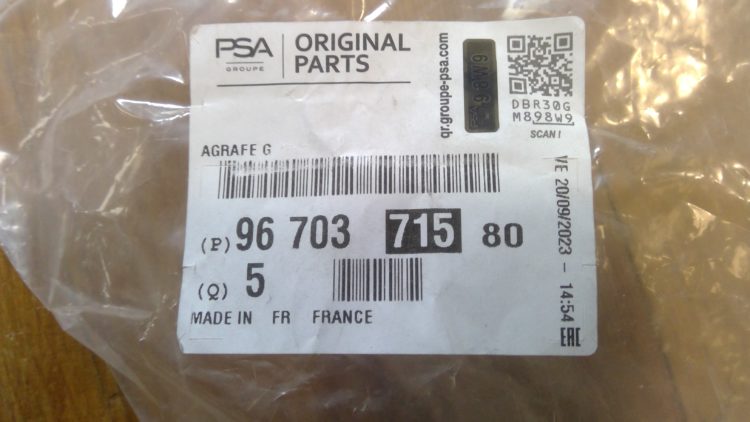 PSA
GROUPE
ORIGINAL
PARTS
qr.groupe-psa.com
DBR30G
M898W9
SCAN !
AGRAFE G
(P) 96 703 715 80
(Q) 5
MADE IN FR FRANCE
VE 20/09/2023 - 14:54
EAC